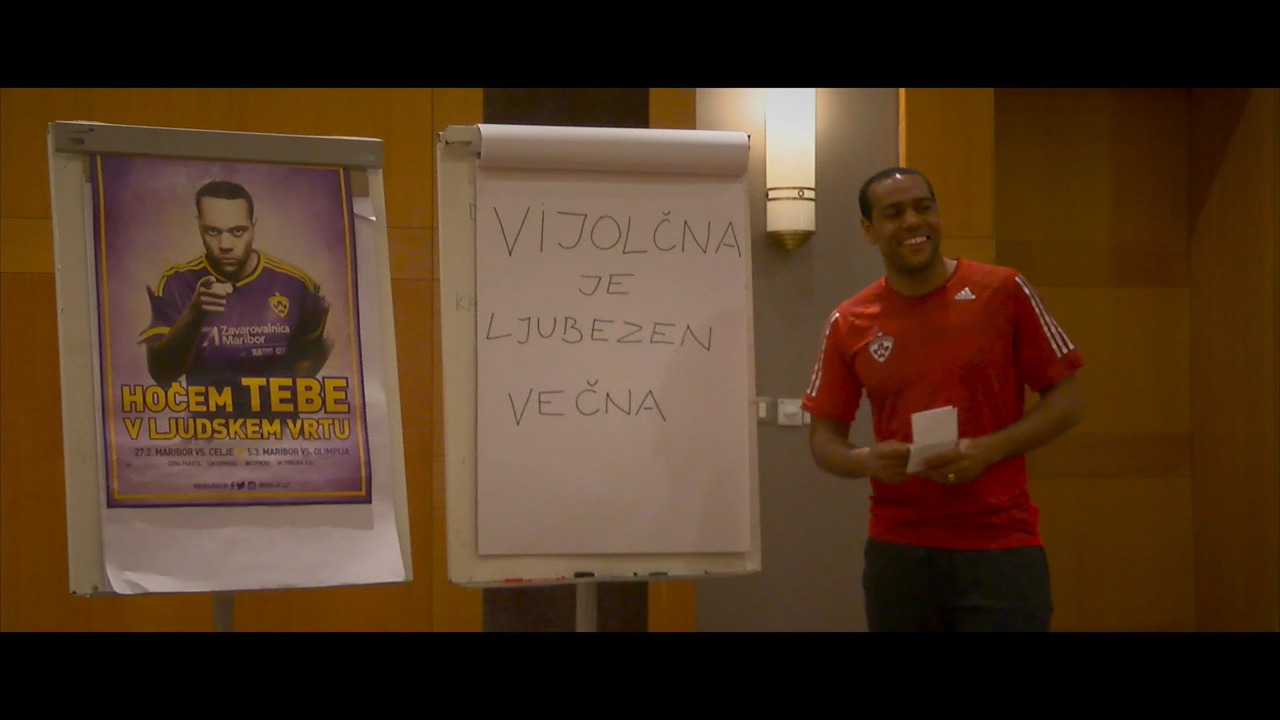 Zavarovalnica
Maribor
HOČEM TEBE
V LJUDSKEM VRTU
27.2. MARIBOR VS. CELJE 5.3. MARIBOR VS. OLIMPIJA
VIJOLČNA
JE
LJUBEZEN
VEČNA
adidas